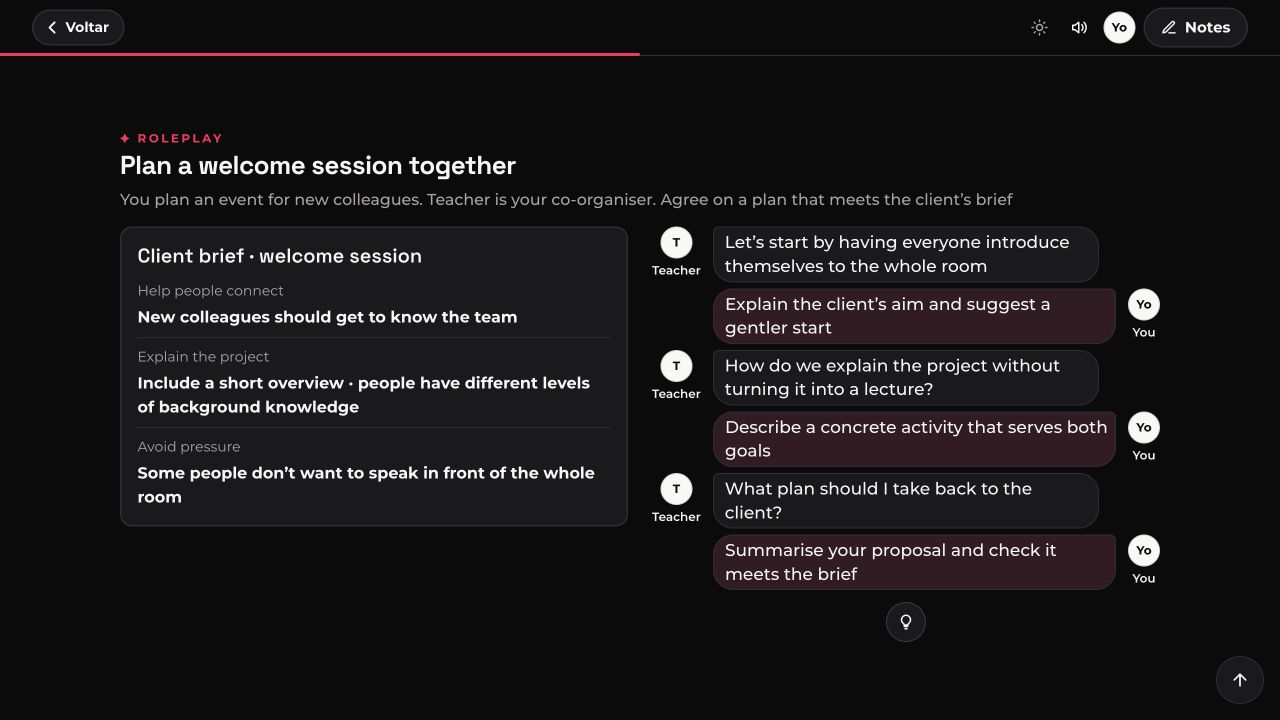 Voltar
Yo
Notes
ROLEPLAY
Plan a welcome session together
You plan an event for new colleagues. Teacher is your co-organiser. Agree on a plan that meets the client’s brief
Client brief · welcome session
Help people connect
New colleagues should get to know the team
Explain the project
Include a short overview · people have different levels
of background knowledge
Avoid pressure
Some people don’t want to speak in front of the whole
room
T
Teacher
Let’s start by having everyone introduce
themselves to the whole room
Explain the client’s aim and suggest a
gentler start
Yo
You
T
Teacher
How do we explain the project without
turning it into a lecture?
Describe a concrete activity that serves both
goals
Yo
You
T
Teacher
What plan should I take back to the
client?
Summarise your proposal and check it
meets the brief
Yo
You